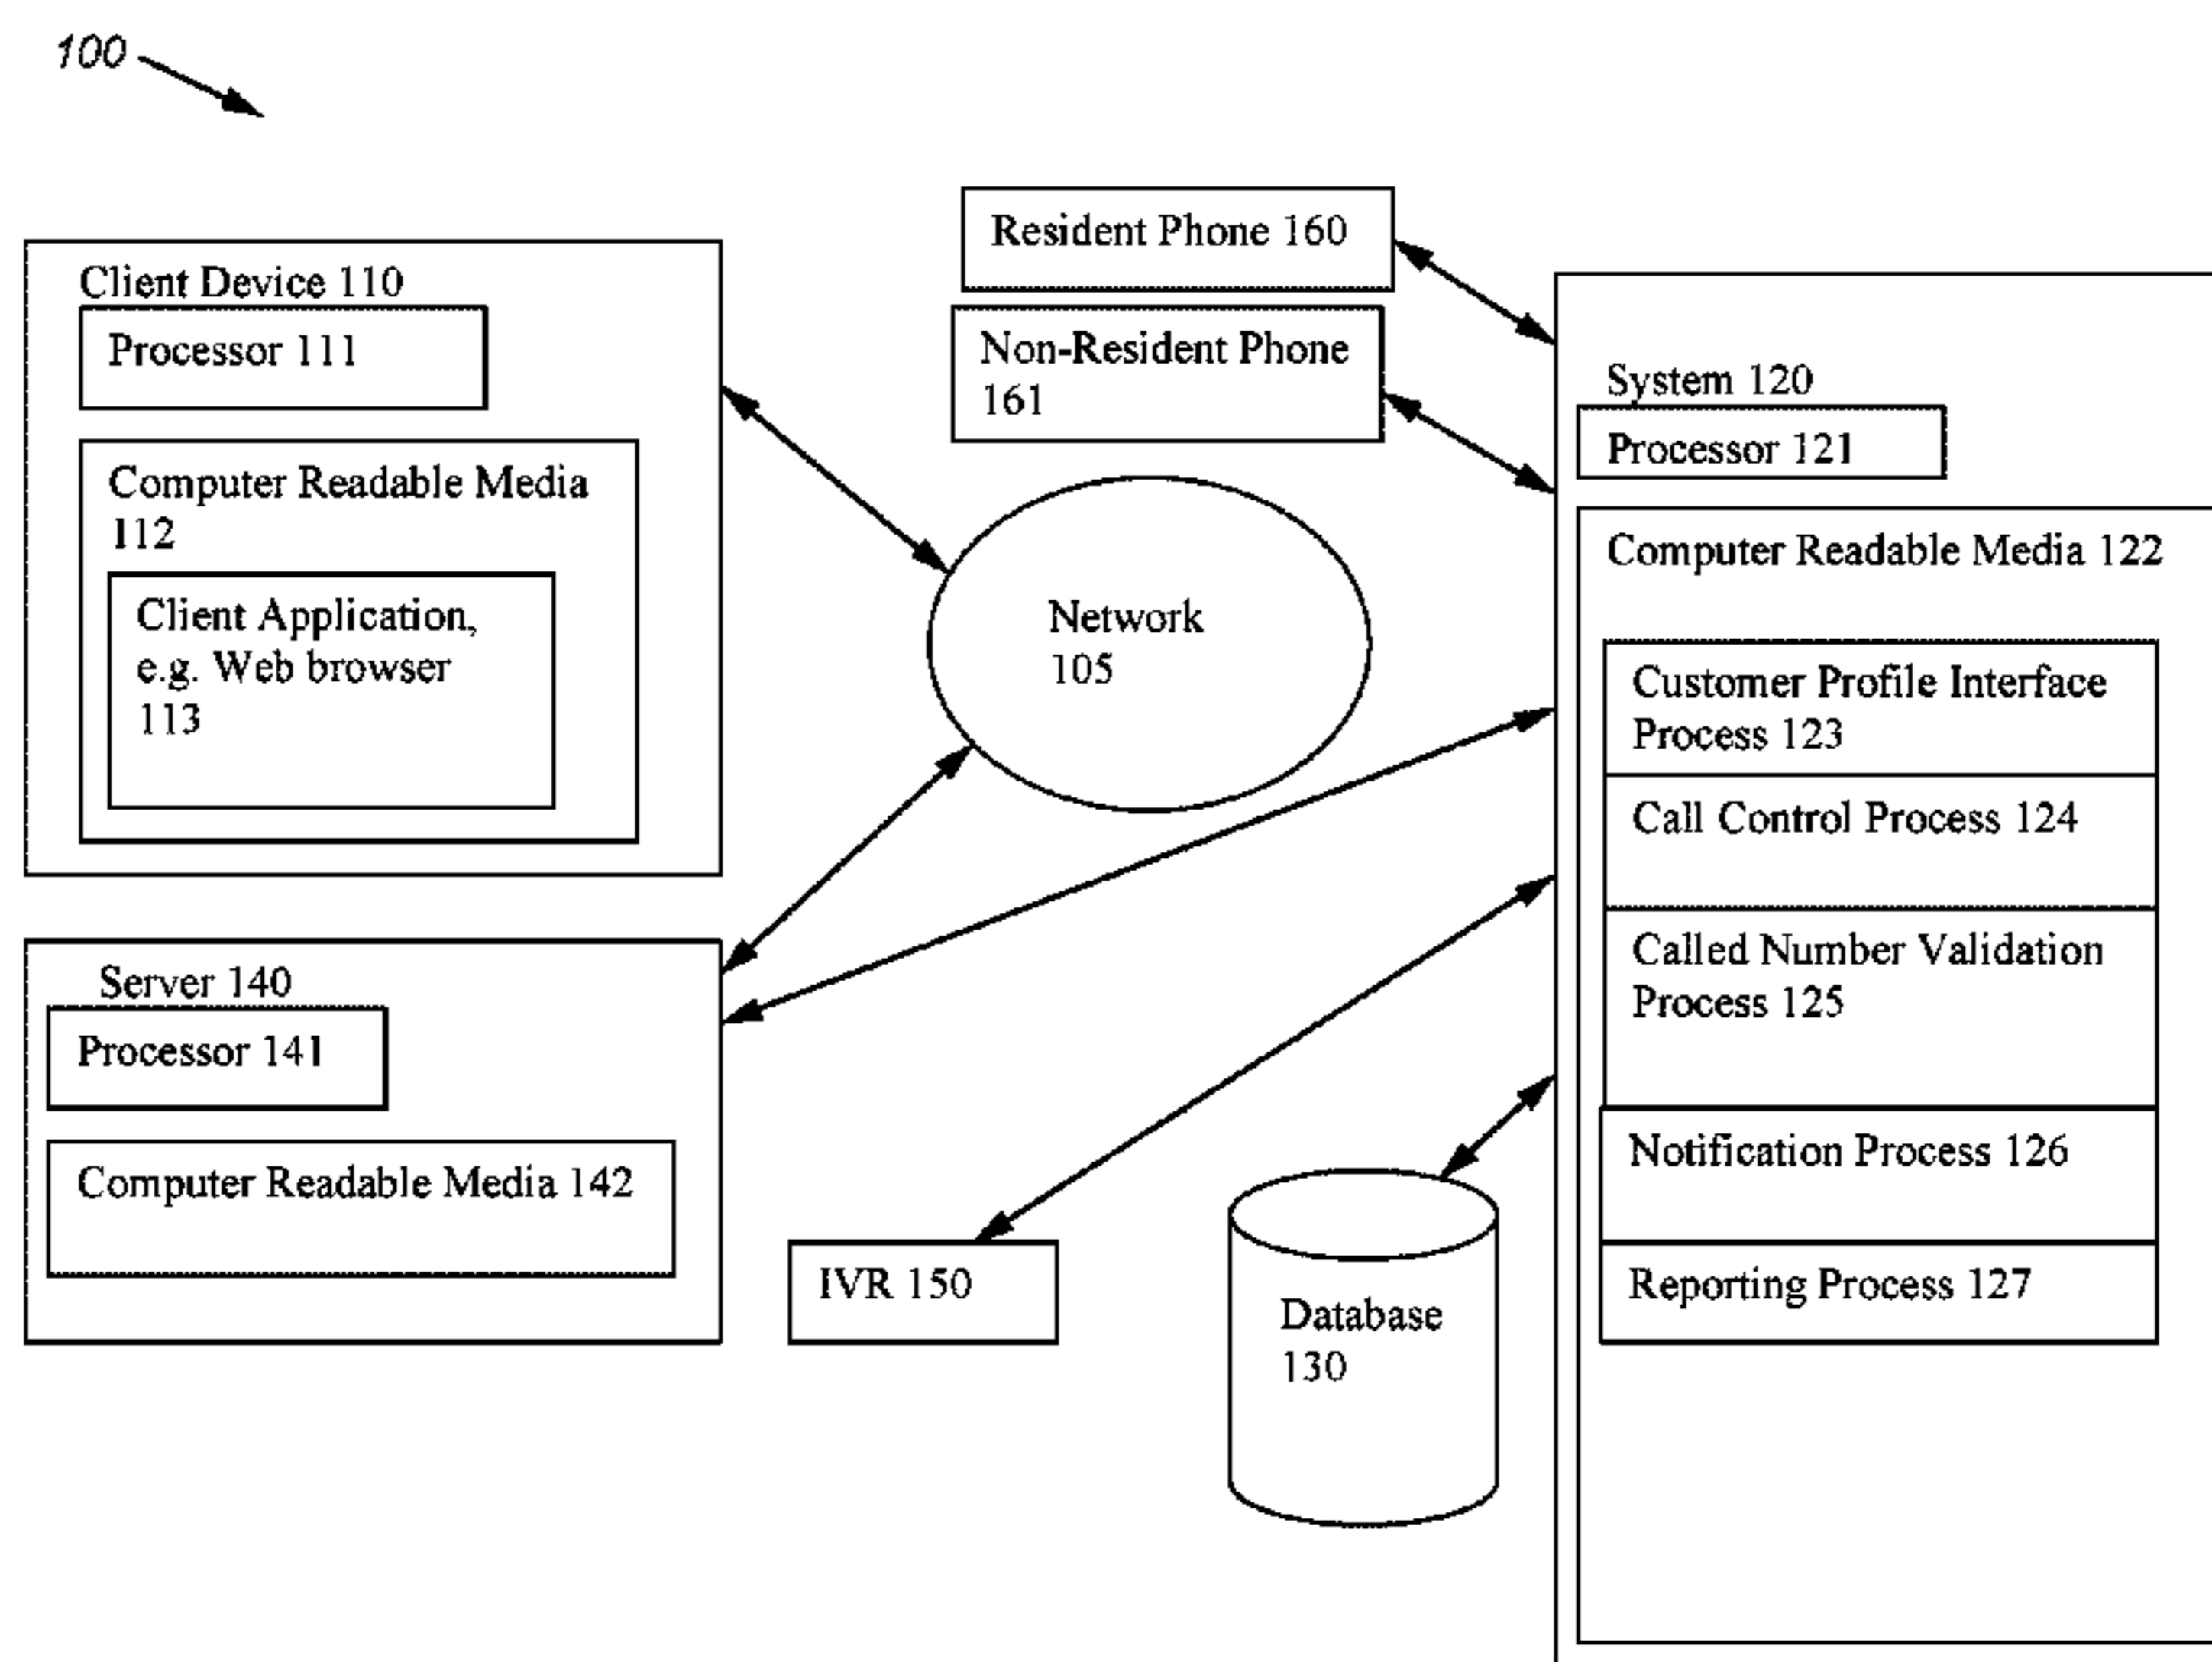 100
Resident Phone 160
Client Device 110
Processor 111
Non-Resident Phone
161
System 120
Processor 121
Computer Readable Media
112
Computer Readable Media 122
Client Application,
e.g. Web browser
113
Network
105
Customer Profile Interface
Process 123
Call Control Process 124
Called Number Validation
Process 125
Server 140
Processor 141
Notification Process 126
Computer Readable Media 142
IVR 150
Reporting Process 127
Database
130